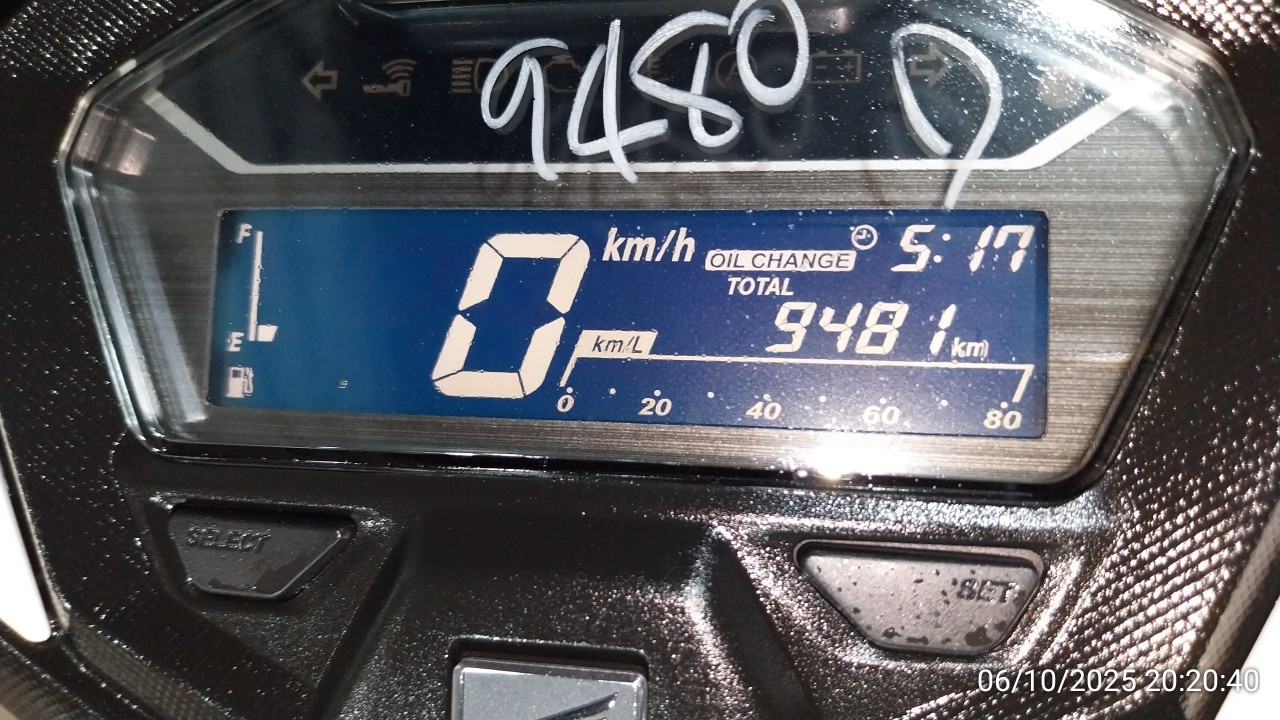 9480
F
km/h
OIL CHANGE
5:17
TOTAL
9481 km
0
E
km/L
0 20 40 60 80
SELECT
SET
06/10/2025 20:20:40